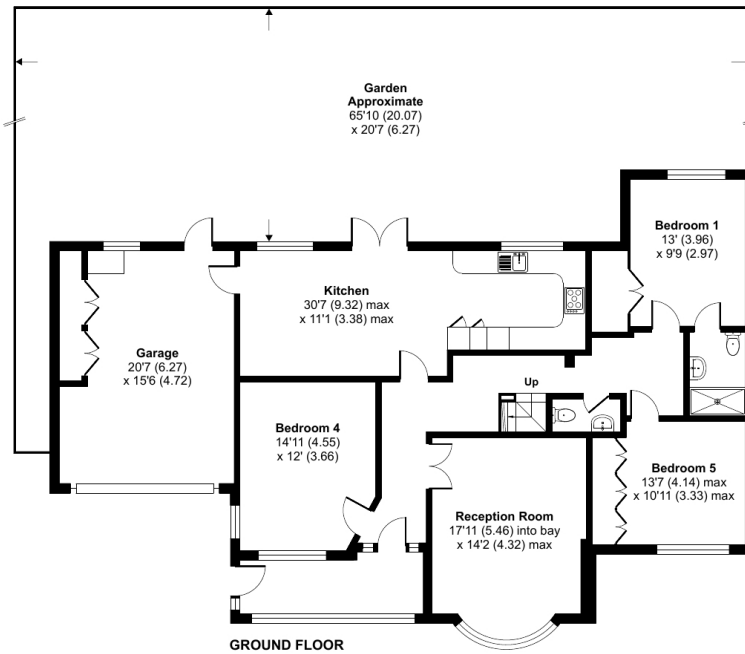 Garden
Approximate
65'10 (20.07)
x 20'7 (6.27)
Bedroom 1
13' (3.96)
x 9'9 (2.97)
Kitchen
30'7 (9.32) max
x 11'1 (3.38) max
Garage
20'7 (6.27)
x 15'6 (4.72)
Up
Bedroom 4
14'11 (4.55)
x 12' (3.66)
Bedroom 5
13'7 (4.14) max
x 10'11 (3.33) max
Reception Room
17'11 (5.46) into bay
x 14'2 (4.32) max
GROUND FLOOR